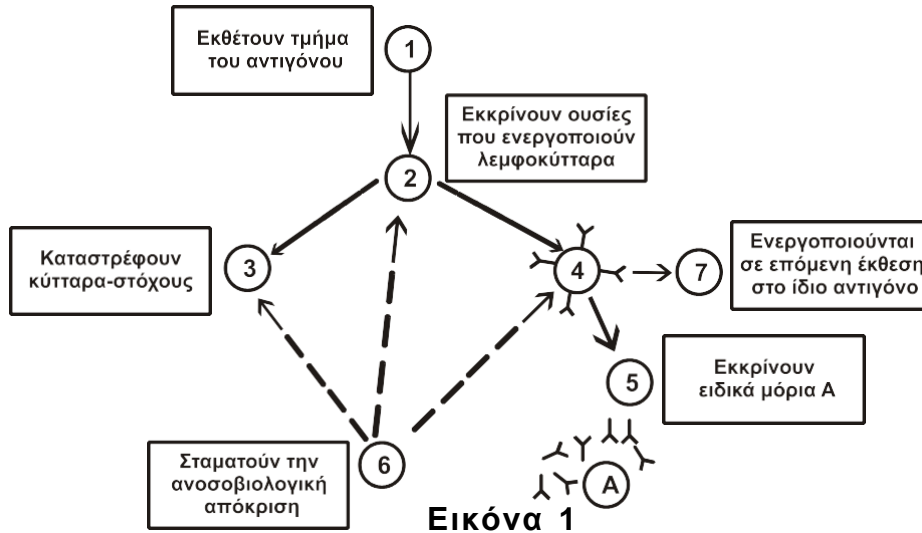 Εκθέτουν τμήμα
του αντιγόνου
1
Εκκρίνουν ουσίες
που ενεργοποιούν
λεμφοκύτταρα
2
Καταστρέφουν
κύτταρα-στόχους
3
4
7
Ενεργοποιούνται
σε επόμενη έκθεση
στο ίδιο αντιγόνο
5
Εκκρίνουν
ειδικά μόρια Α
Σταματούν την
ανοσοβιολογική
απόκριση
6
Α
Εικόνα 1